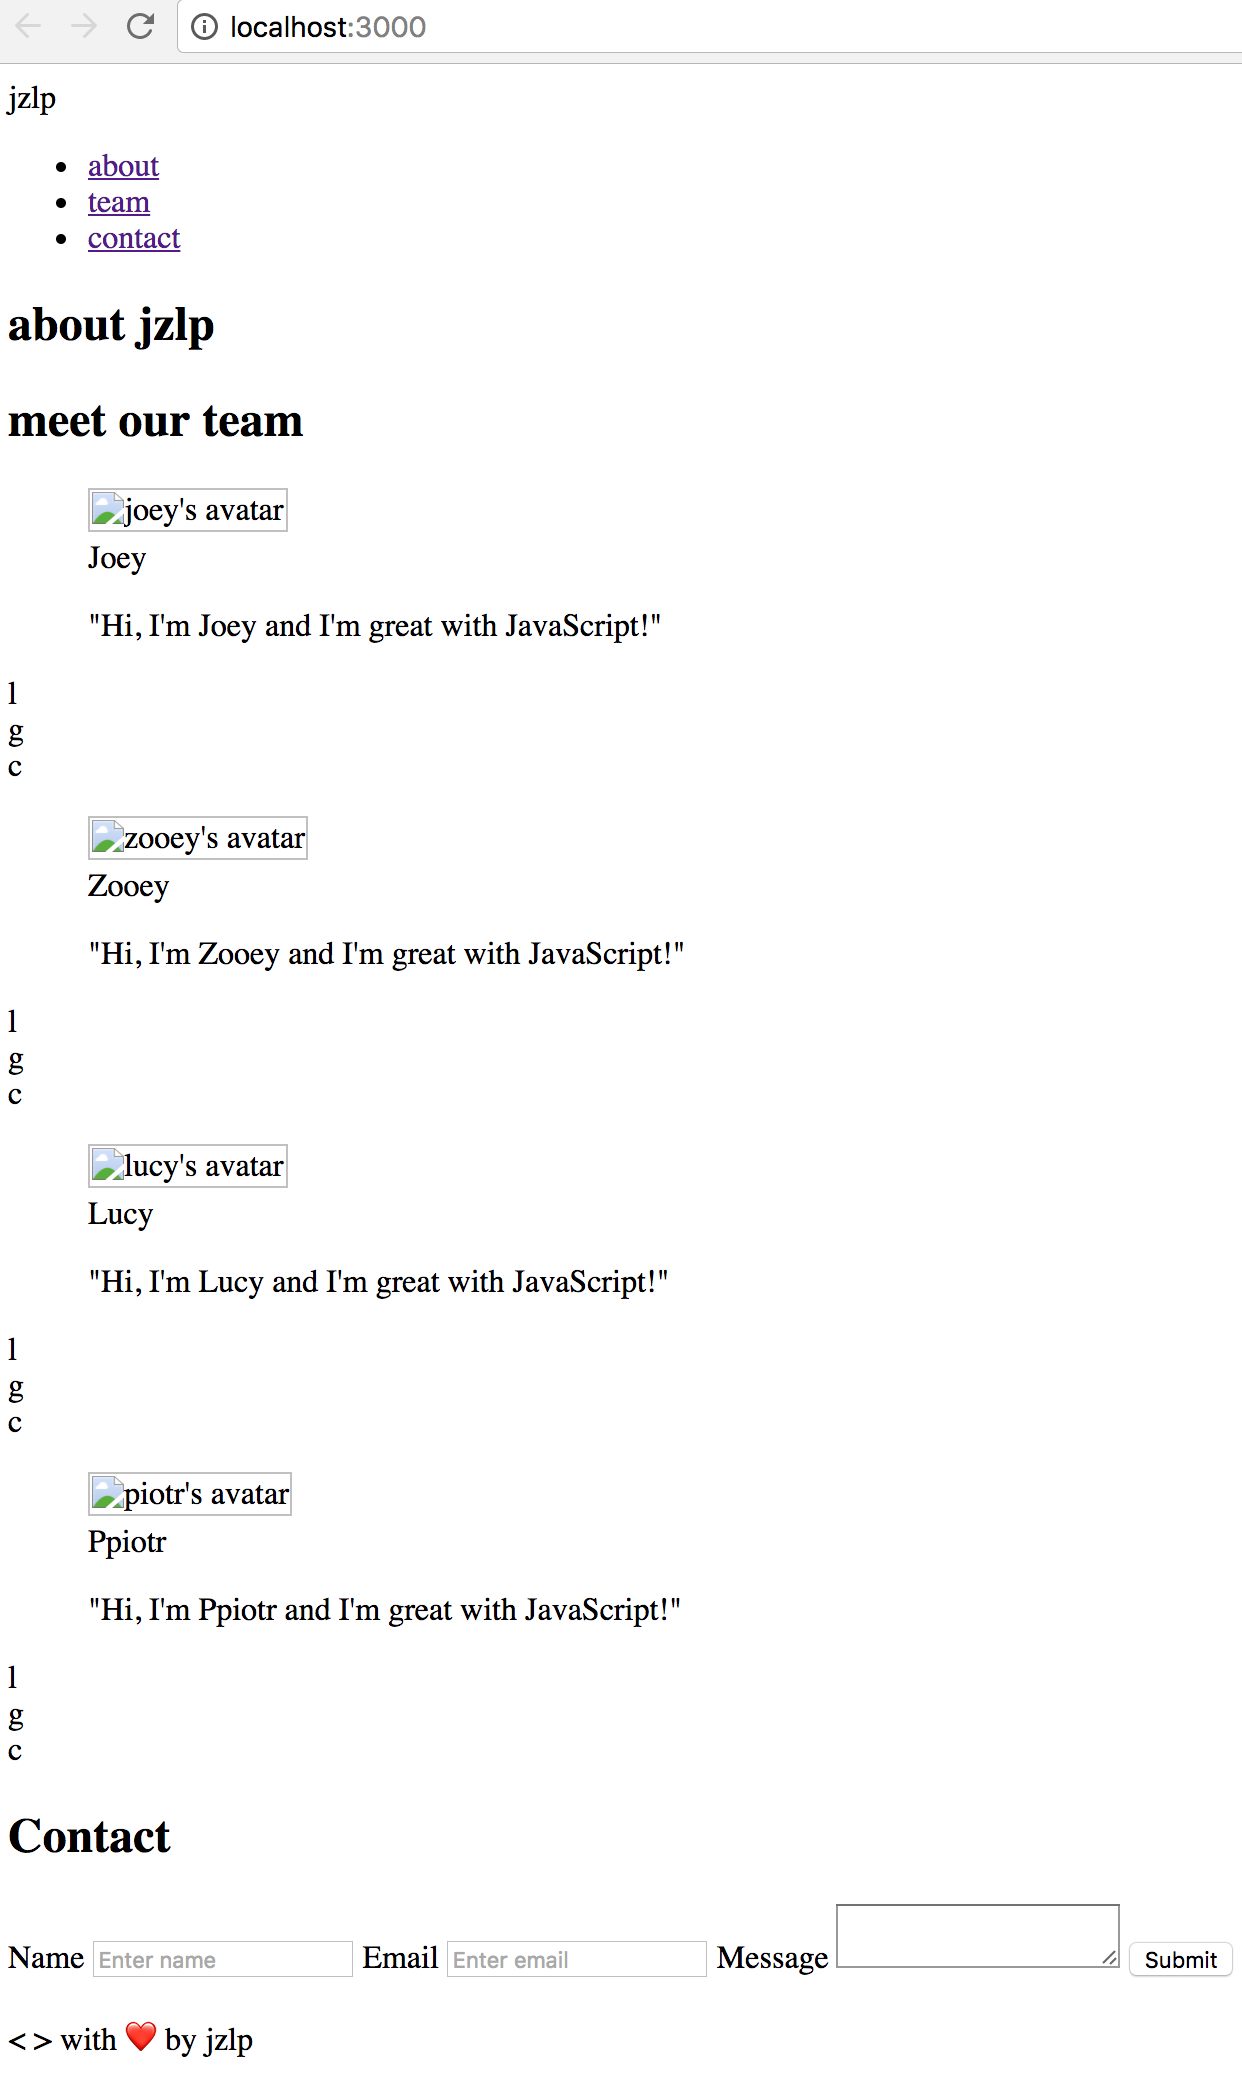 localhost:3000
jzlp
about
team
contact
about jzlp
meet our team
joey's avatar
Joey
"Hi, I'm Joey and I'm great with JavaScript!"
l
g
c
zooey's avatar
Zooey
"Hi, I'm Zooey and I'm great with JavaScript!"
l
g
c
lucy's avatar
Lucy
"Hi, I'm Lucy and I'm great with JavaScript!"
l
g
c
piotr's avatar
Ppiotr
"Hi, I'm Ppiotr and I'm great with JavaScript!"
l
g
c
Contact
Name Enter name Email Enter email Message Submit
< > with ❤️ by jzlp